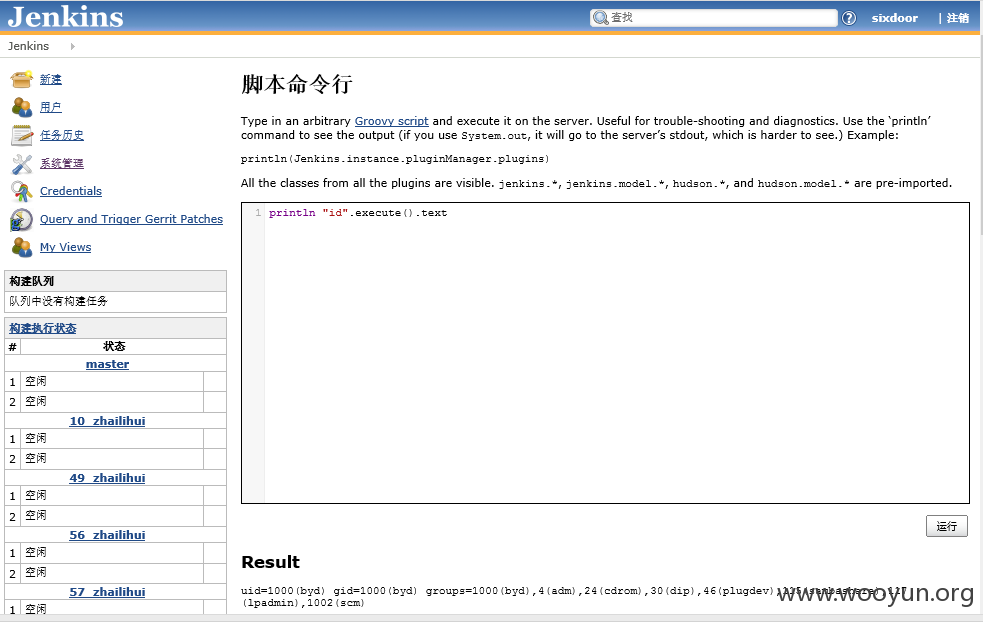 Jenkins
查找
?
sixdoor
| 注销
Jenkins
新建
用户
任务历史
系统管理
Credentials
Query and Trigger Gerrit Patches
My Views
构建队列
队列中没有构建任务
构建执行状态
# 状态
master
1 空闲
2 空闲
10_zhailihui
1 空闲
2 空闲
49_zhailihui
1 空闲
2 空闲
56_zhailihui
1 空闲
2 空闲
57_zhailihui
1 空闲
脚本命令行
Type in an arbitrary Groovy script and execute it on the server. Useful for trouble-shooting and diagnostics. Use the ‘println’
command to see the output (if you use System.out, it will go to the server’s stdout, which is harder to see.) Example:
println(Jenkins.instance.pluginManager.plugins)
All the classes from all the plugins are visible. jenkins.*, jenkins.model.*, hudson.*, and hudson.model.* are pre-imported.
1 println "id".execute().text
运行
Result
uid=1000(byd) gid=1000(byd) groups=1000(byd),4(adm),24(cdrom),30(dip),46(plugdev)
(lpadmin),1002(scm)
www.wooyun.org